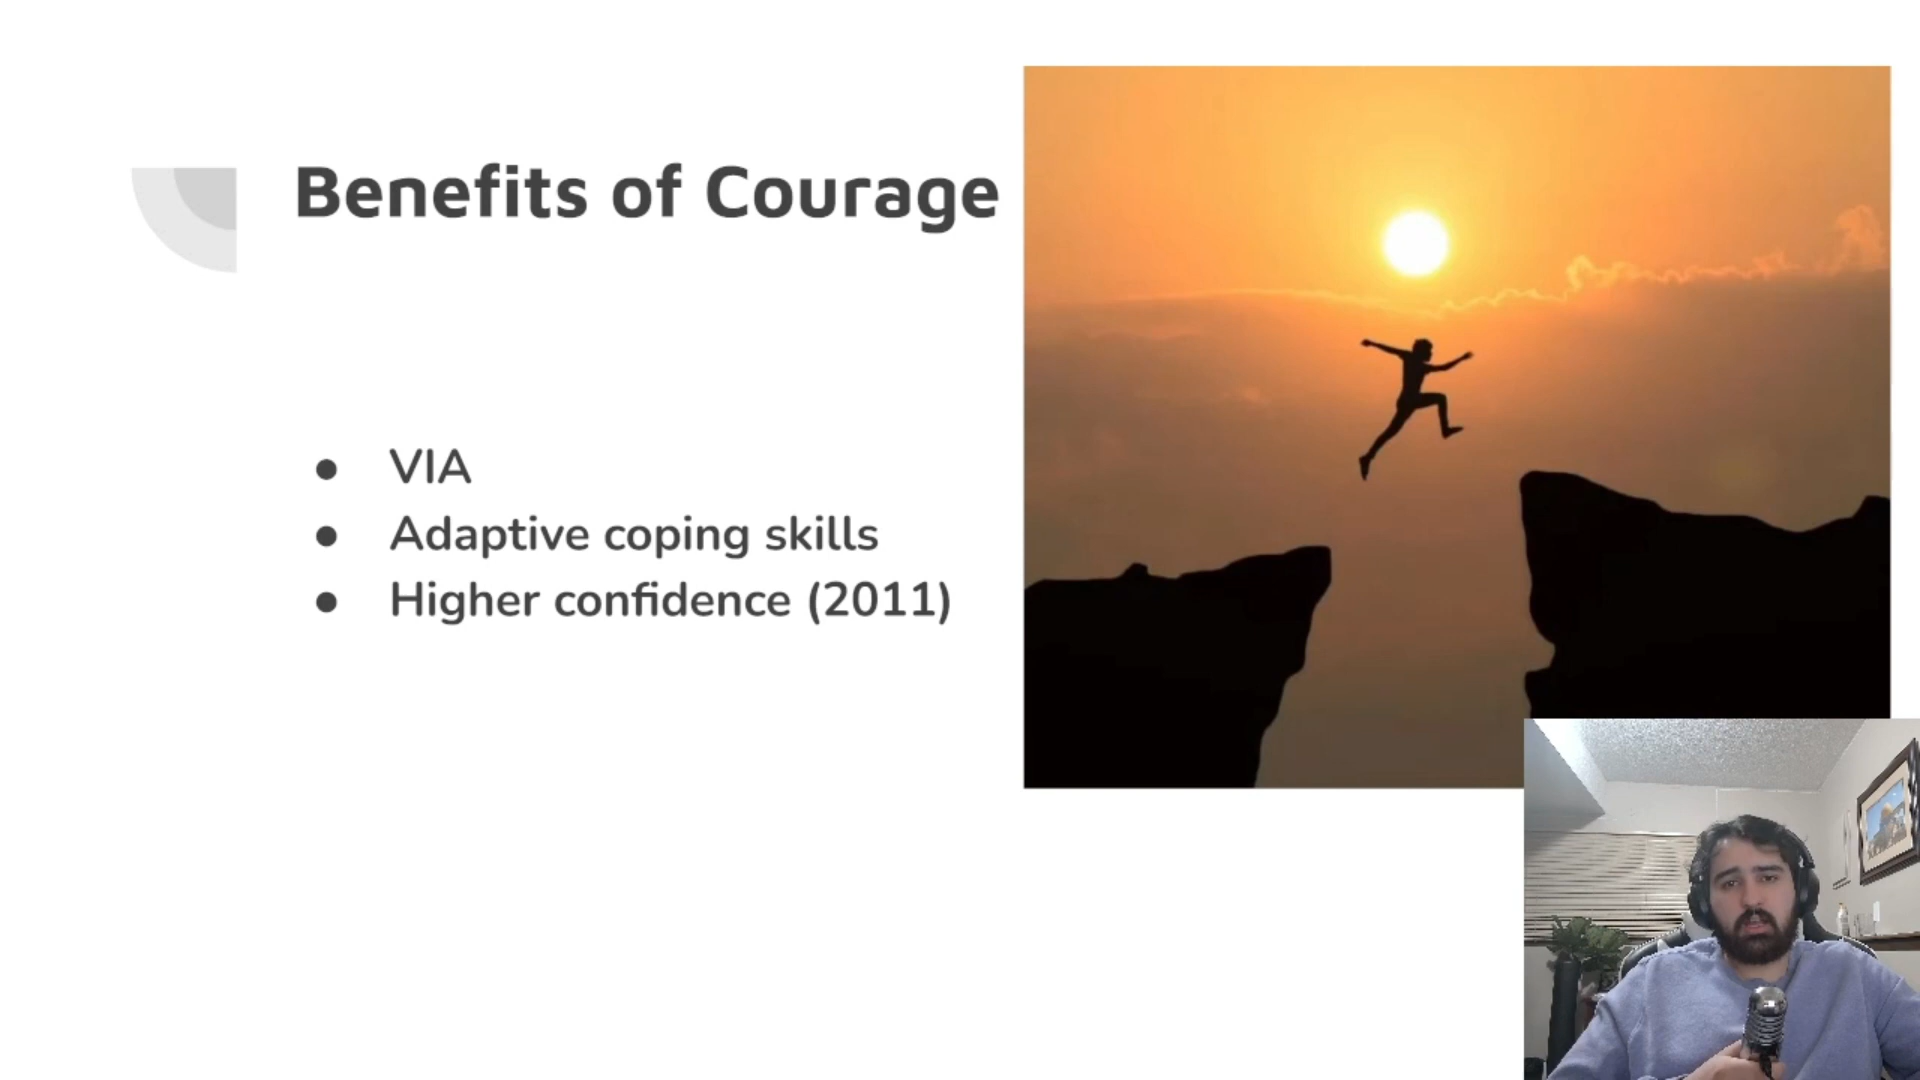 Benefits of Courage
● VIA
● Adaptive coping skills
● Higher confidence (2011)